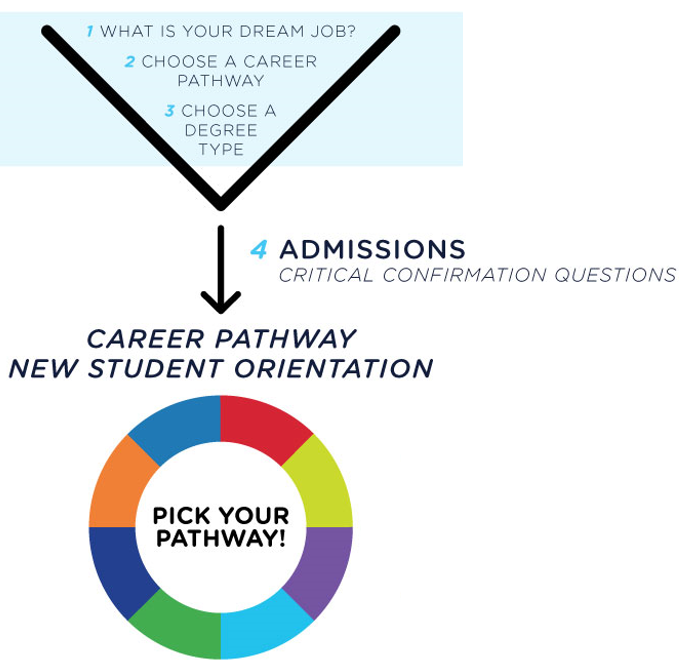 1 WHAT IS YOUR DREAM JOB?
2 CHOOSE A CAREER
PATHWAY
3 CHOOSE A
DEGREE
TYPE
4 ADMISSIONS
CRITICAL CONFIRMATION QUESTIONS
CAREER PATHWAY
NEW STUDENT ORIENTATION
PICK YOUR
PATHWAY!